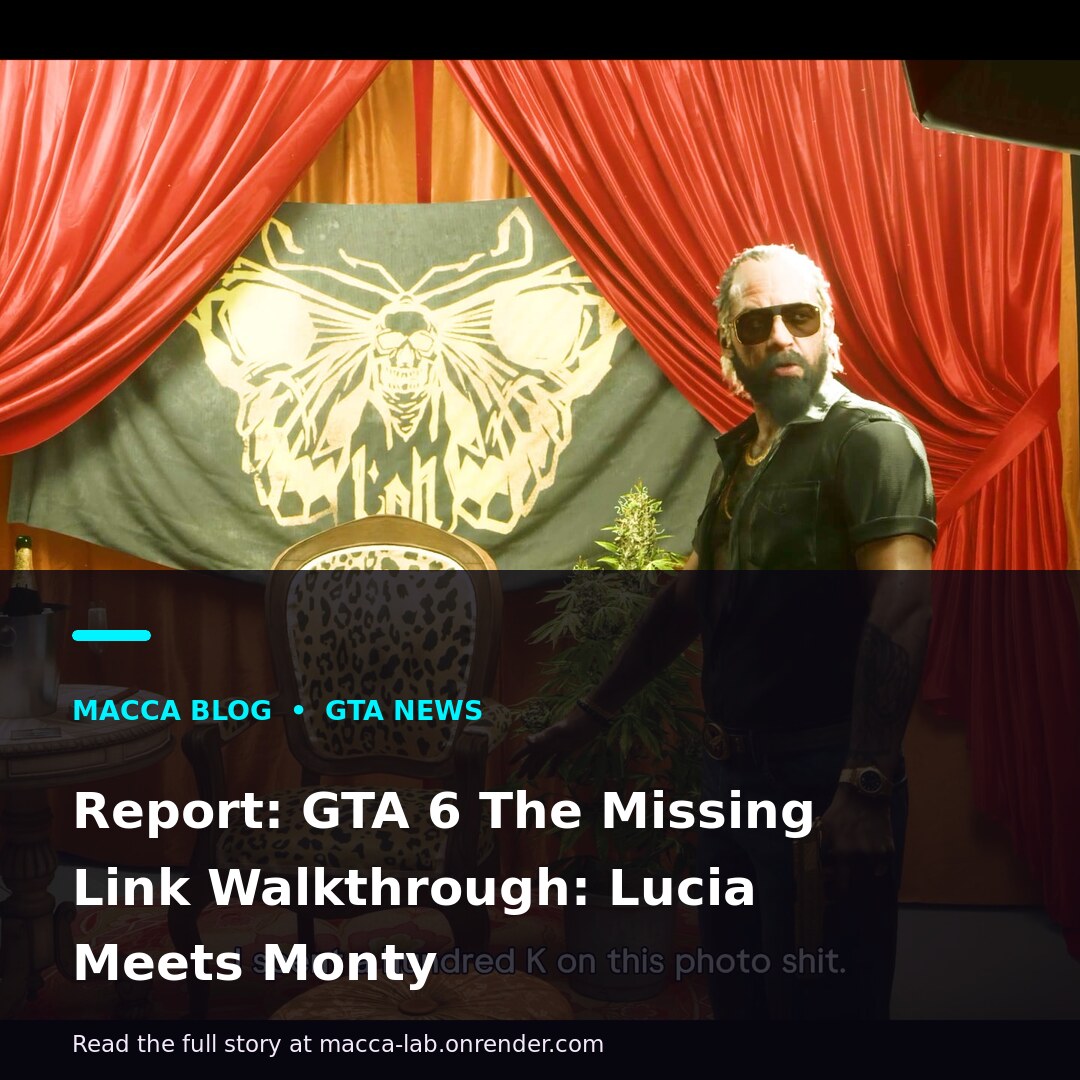 MACCA BLOG • GTA NEWS
Report: GTA 6 The Missing
Link Walkthrough: Lucia
Meets Monty
hundred K on this photo shit.
Read the full story at macca-lab.onrender.com